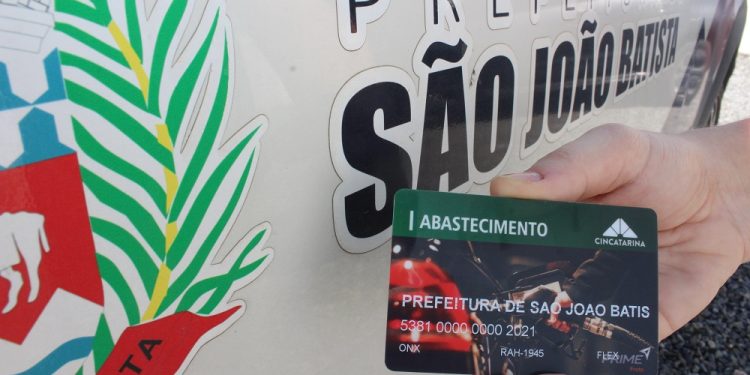 PREFEITURA
SÃO JOÃO BATISTA
TA
ABASTECIMENTO
CINCATARINA
PREFEITURA DE SAO JOAO BATIS
5381 0000 0000 2021
ONX RAH-1945 FLEX
PRIME